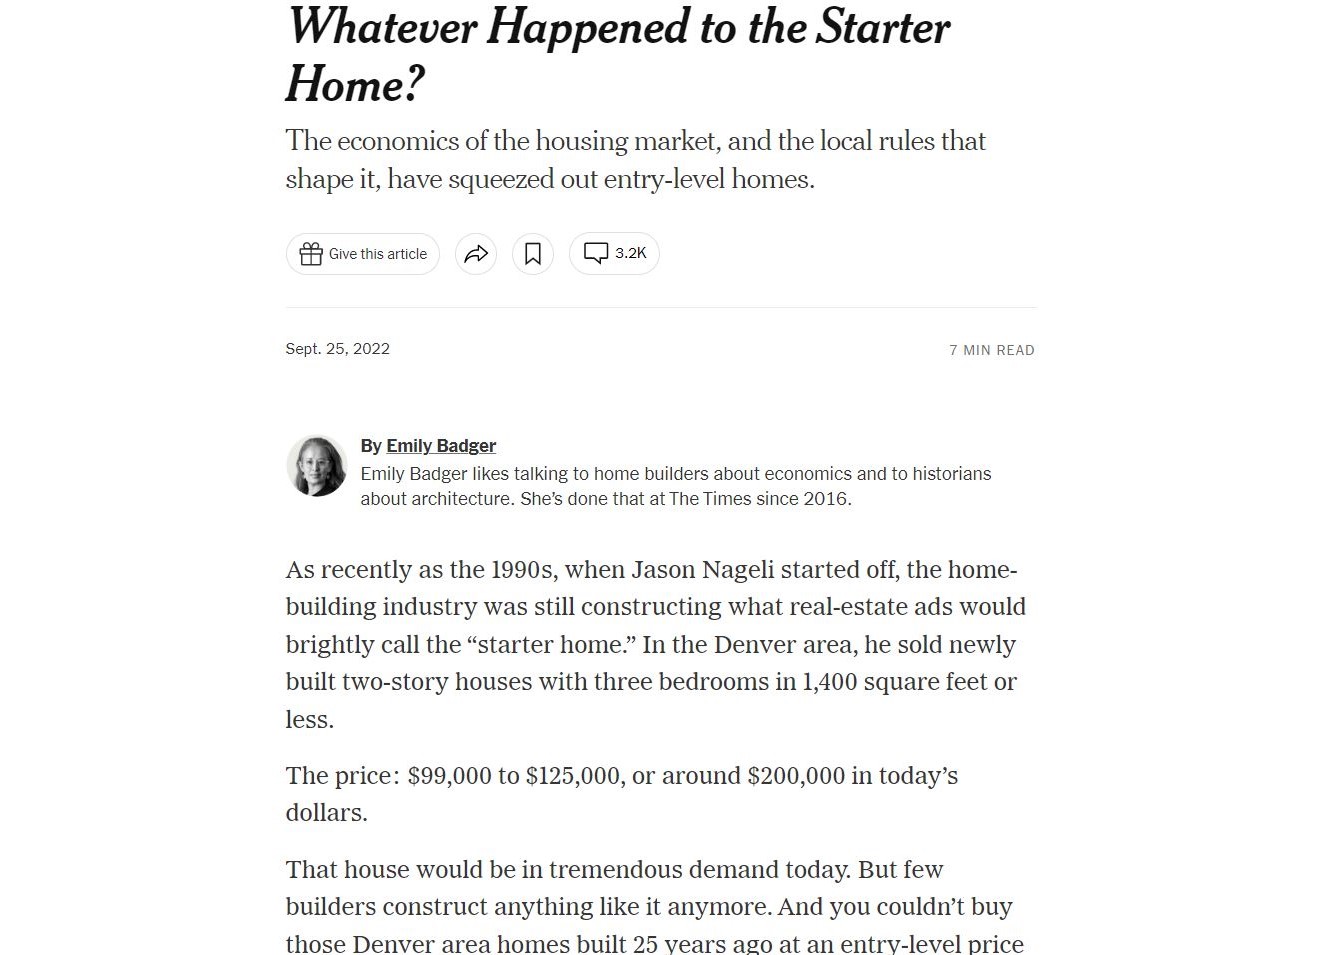 Whatever Happened to the Starter
Home?
The economics of the housing market, and the local rules that
shape it, have squeezed out entry-level homes.
Give this article
3.2K
Sept. 25, 2022
7 MIN READ
By Emily Badger
Emily Badger likes talking to home builders about economics and to historians
about architecture. She’s done that at The Times since 2016.
As recently as the 1990s, when Jason Nageli started off, the home-
building industry was still constructing what real-estate ads would
brightly call the “starter home.” In the Denver area, he sold newly
built two-story houses with three bedrooms in 1,400 square feet or
less.
The price: $99,000 to $125,000, or around $200,000 in today’s
dollars.
That house would be in tremendous demand today. But few
builders construct anything like it anymore. And you couldn’t buy
those Denver area homes built 25 years ago at an entry-level price